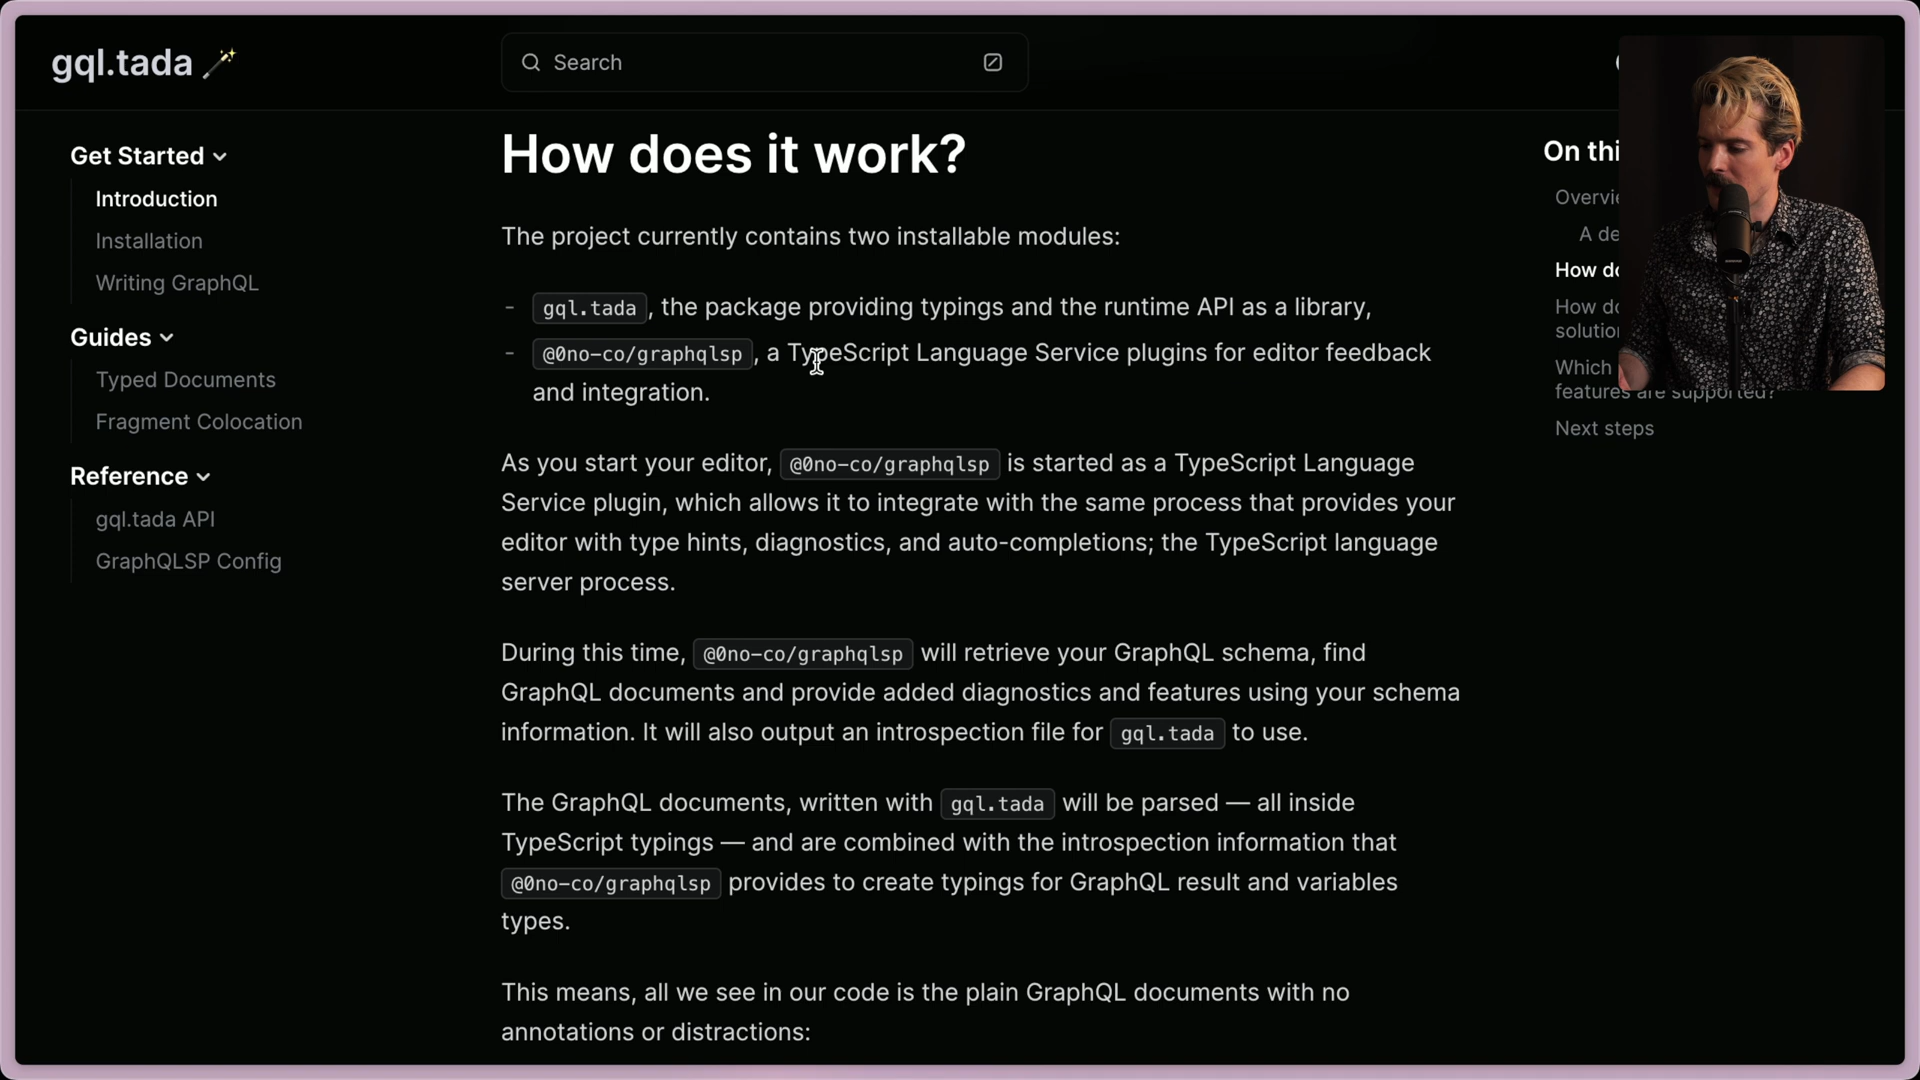 gql.tada
Search
Get Started
Introduction
Installation
Writing GraphQL
Guides
Typed Documents
Fragment Colocation
Reference
gql.tada API
GraphQLSP Config
How does it work?
The project currently contains two installable modules:
- gql.tada, the package providing typings and the runtime API as a library,
- @0no-co/graphqlsp, a TypeScript Language Service plugins for editor feedback
and integration.
As you start your editor, @0no-co/graphqlsp is started as a TypeScript Language
Service plugin, which allows it to integrate with the same process that provides your
editor with type hints, diagnostics, and auto-completions; the TypeScript language
server process.
During this time, @0no-co/graphqlsp will retrieve your GraphQL schema, find
GraphQL documents and provide added diagnostics and features using your schema
information. It will also output an introspection file for gql.tada to use.
The GraphQL documents, written with gql.tada will be parsed — all inside
TypeScript typings — and are combined with the introspection information that
@0no-co/graphqlsp provides to create typings for GraphQL result and variables
types.
This means, all we see in our code is the plain GraphQL documents with no
annotations or distractions:
On
A
How
How
Which
features are supported?
Next steps